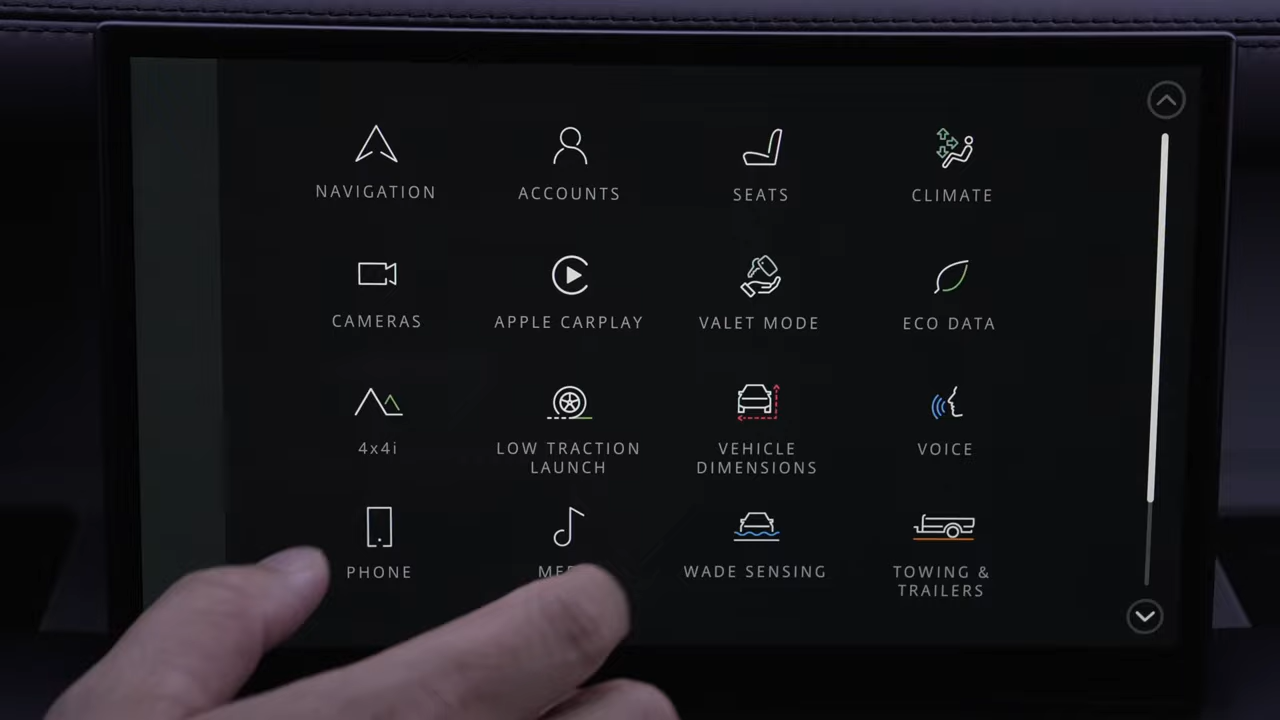 NAVIGATION
ACCOUNTS
SEATS
CLIMATE
CAMERAS
APPLE CARPLAY
VALET MODE
ECO DATA
4x4i
LOW TRACTION
LAUNCH
VEHICLE
DIMENSIONS
VOICE
PHONE
WADE SENSING
TOWING &
TRAILERS